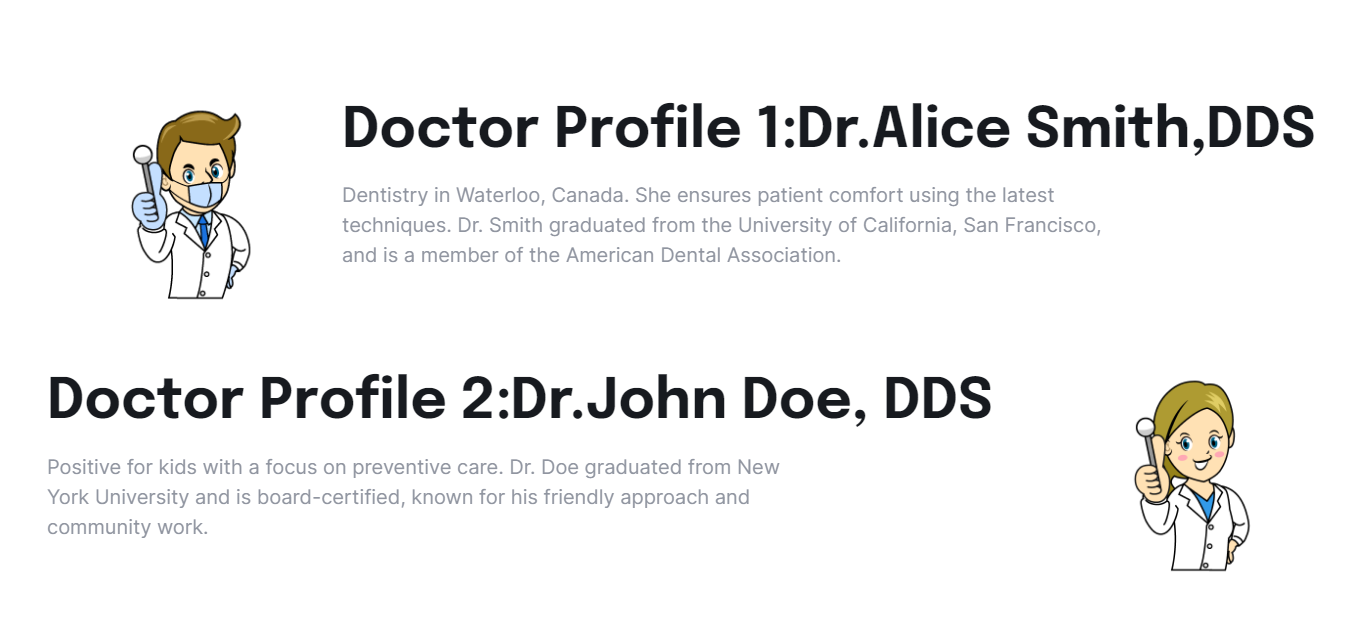 Doctor Profile 1:Dr.Alice Smith,DDS
Dentistry in Waterloo, Canada. She ensures patient comfort using the latest
techniques. Dr. Smith graduated from the University of California, San Francisco,
and is a member of the American Dental Association.
Doctor Profile 2:Dr.John Doe, DDS
Positive for kids with a focus on preventive care. Dr. Doe graduated from New
York University and is board-certified, known for his friendly approach and
community work.